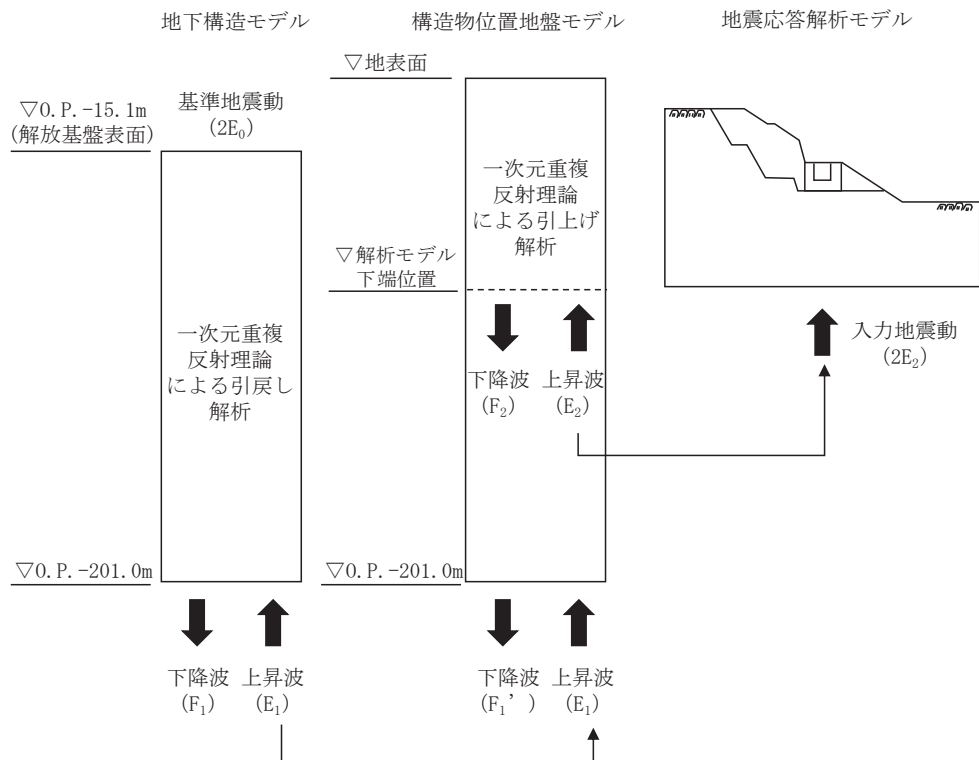 地下構造モデル
▽O.P.-15.1m
(解放基盤表面)
基準地震動
(2E₀)
一次元重複
反射理論
による引戻し
解析
▽O.P.-201.0m
下降波
(F₁)
上昇波
(E₁)
構造物位置地盤モデル
▽地表面
一次元重複
反射理論
による引上げ
解析
▽解析モデル
下端位置
下降波
(F₂)
上昇波
(E₂)
▽O.P.-201.0m
下降波
(F₁’)
上昇波
(E₁)
地震応答解析モデル
入力地震動
(2E₂)